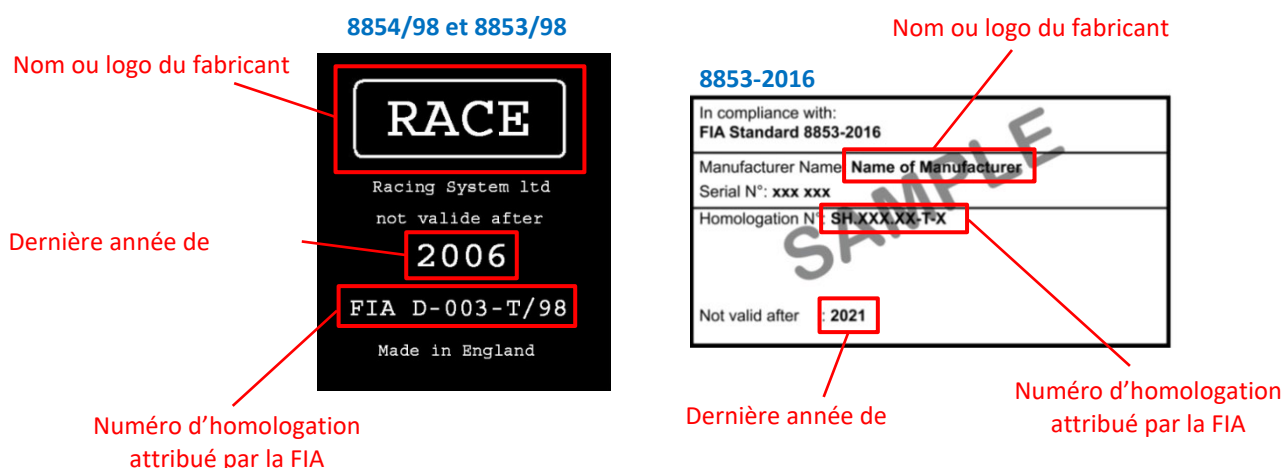 8854/98 et 8853/98
Nom ou logo du fabricant
RACE
Racing System ltd
not valide after
Dernière année de
2006
FIA D-003-T/98
Made in England
Numéro d’homologation
attribué par la FIA
Nom ou logo du fabricant
8853-2016
In compliance with:
FIA Standard 8853-2016
Manufacturer Name: Name of Manufacturer
Serial N°: xxx xxx
Homologation N°: SH.XXX.XX-T-X
SAMPLE
Not valid after : 2021
Dernière année de
Numéro d’homologation
attribué par la FIA